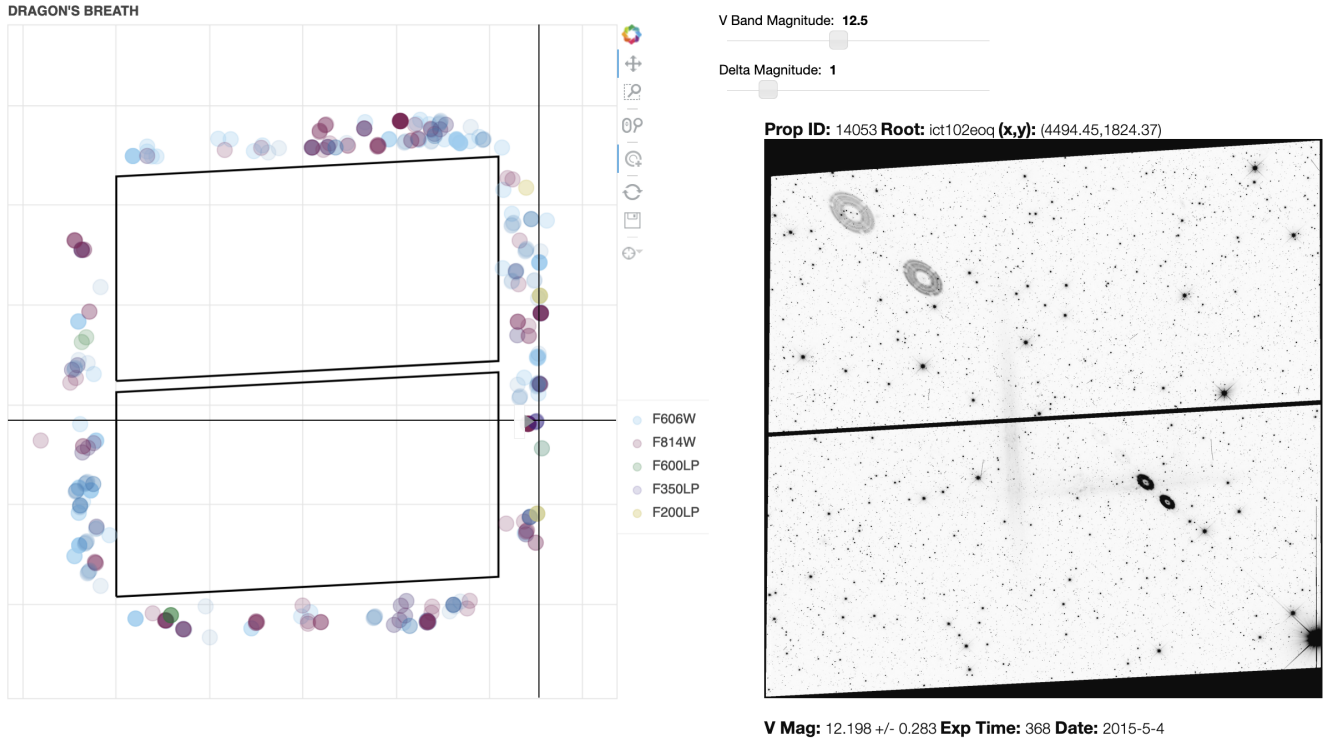 DRAGON'S BREATH
V Band Magnitude: 12.5
Delta Magnitude: 1
Prop ID: 14053 Root: ict102eoq (x,y): (4494.45,1824.37)
F606W
F814W
F600LP
F350LP
F200LP
V Mag: 12.198 +/- 0.283 Exp Time: 368 Date: 2015-5-4